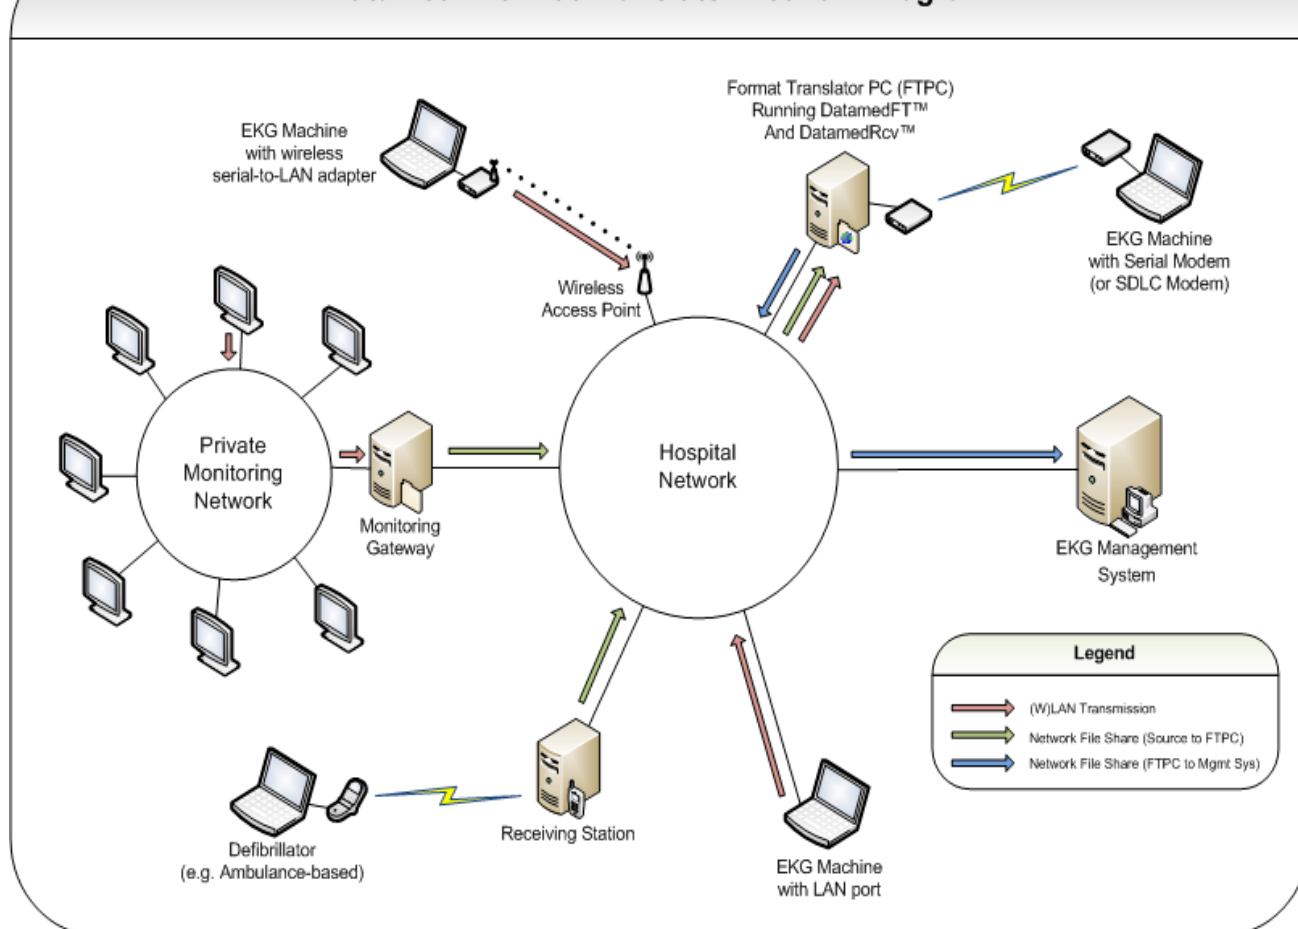 Format Translator PC (FTPC)
Running DatamedFT™
And DatamedRcv™
EKG Machine
with wireless
serial-to-LAN adapter
EKG Machine
with Serial Modem
(or SDLC Modem)
Wireless
Access Point
Private
Monitoring
Network
Hospital
Network
Monitoring
Gateway
EKG Management
System
Legend
(W)LAN Transmission
Network File Share (Source to FTPC)
Network File Share (FTPC to Mgmt Sys)
Receiving Station
Defibrillator
(e.g. Ambulance-based)
EKG Machine
with LAN port